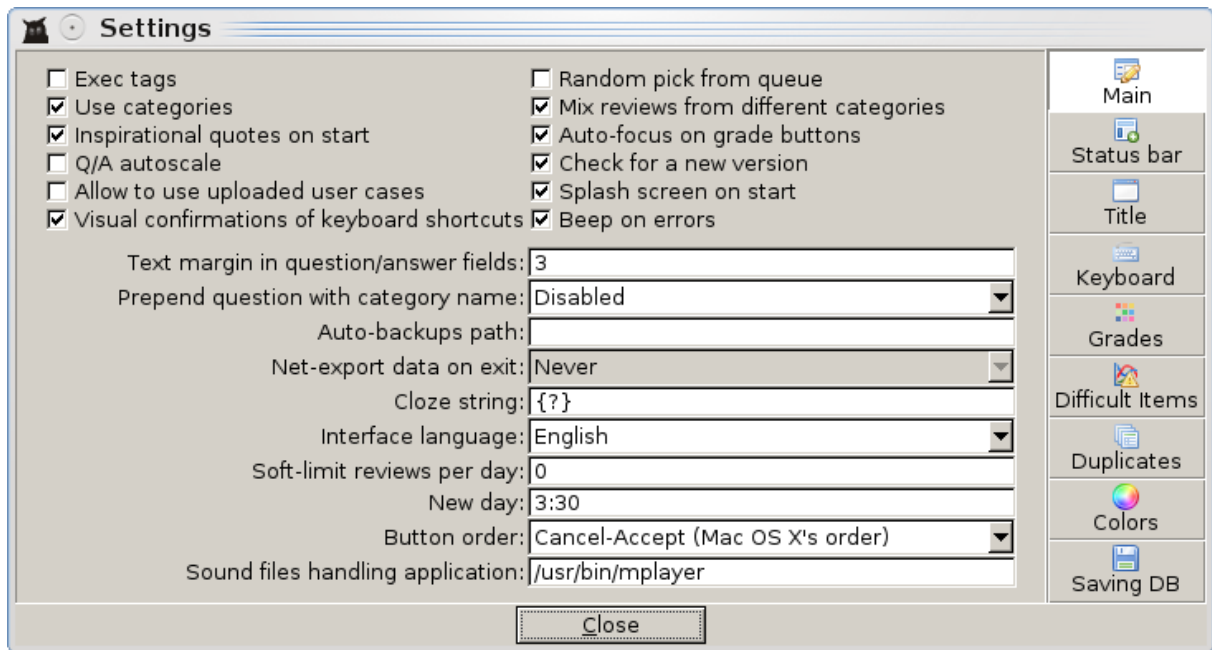 Settings
Exec tags
Use categories
Inspirational quotes on start
Q/A autoscale
Allow to use uploaded user cases
Visual confirmations of keyboard shortcuts
Random pick from queue
Mix reviews from different categories
Auto-focus on grade buttons
Check for a new version
Splash screen on start
Beep on errors
Text margin in question/answer fields: 3
Prepend question with category name: Disabled
Auto-backups path:
Net-export data on exit: Never
Cloze string: {?}
Interface language: English
Soft-limit reviews per day: 0
New day: 3:30
Button order: Cancel-Accept (Mac OS X's order)
Sound files handling application: /usr/bin/mplayer
Main
Status bar
Title
Keyboard
Grades
Difficult Items
Duplicates
Colors
Saving DB
Close